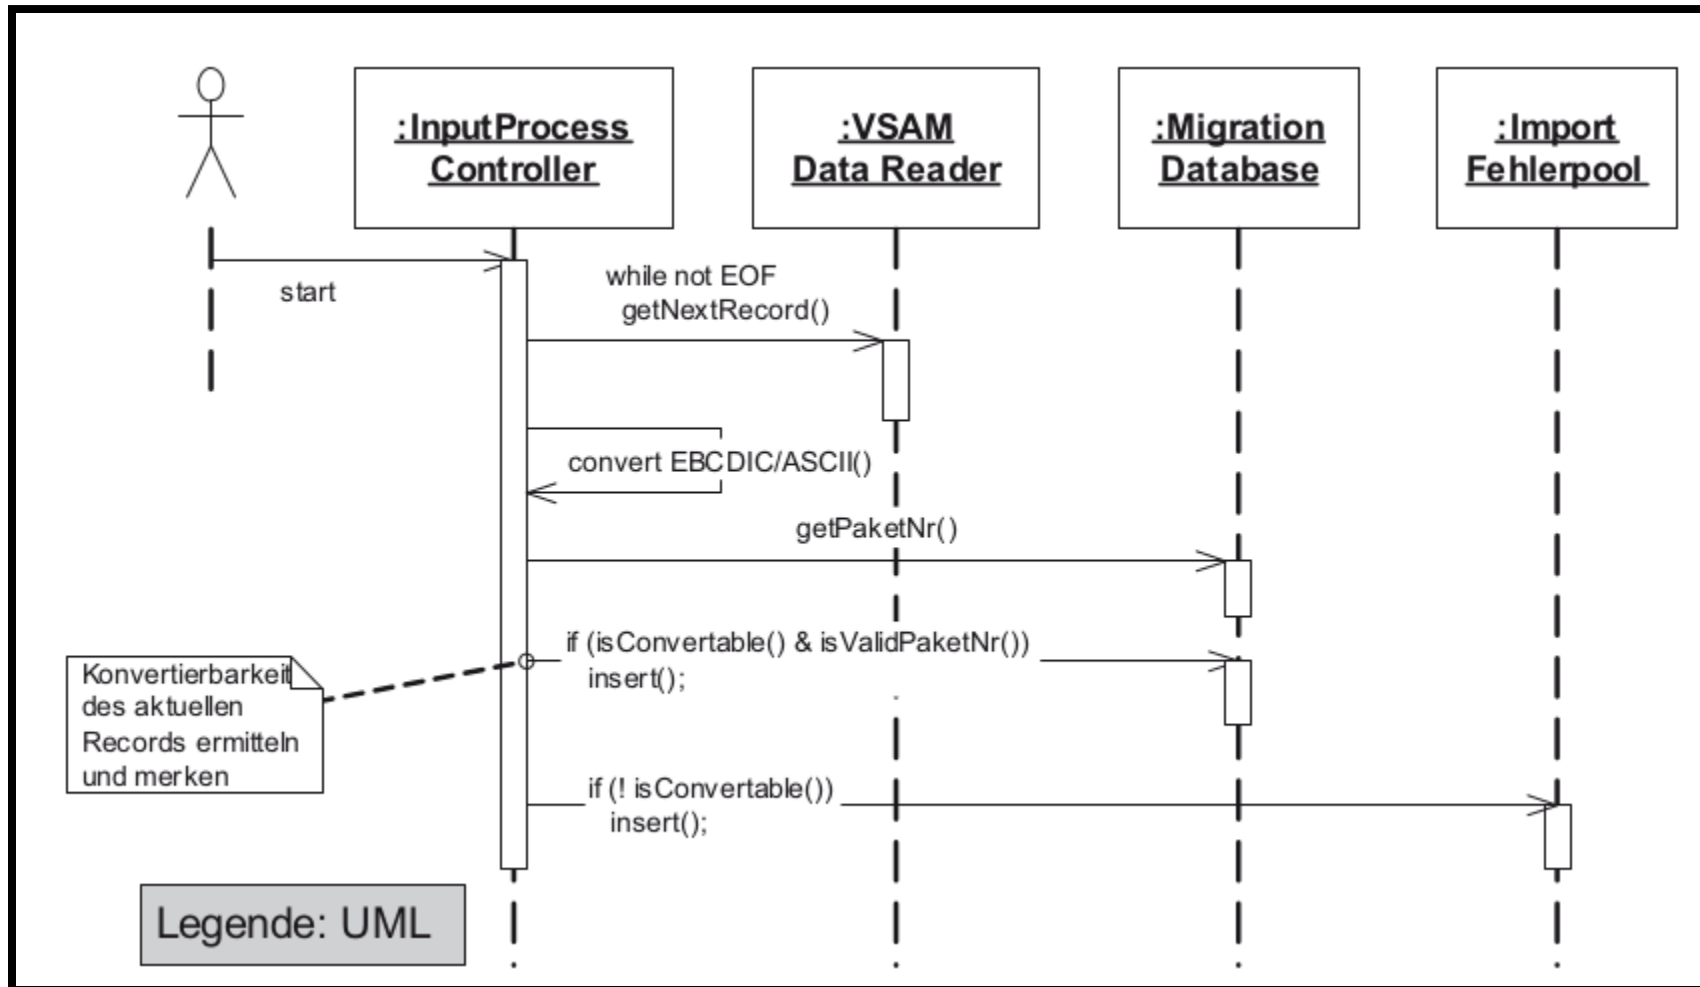 :InputProcess
Controller
:VSAM
Data Reader
:Migration
Database
:Import
Fehlerpool
start
while not EOF
getNextRecord()
convert EBCDIC/ASCII()
getPaketNr()
if (isConvertable() & isValidPaketNr())
insert();
Konvertierbarkeit
des aktuellen
Records ermitteln
und merken
if (! isConvertable())
insert();
Legende: UML